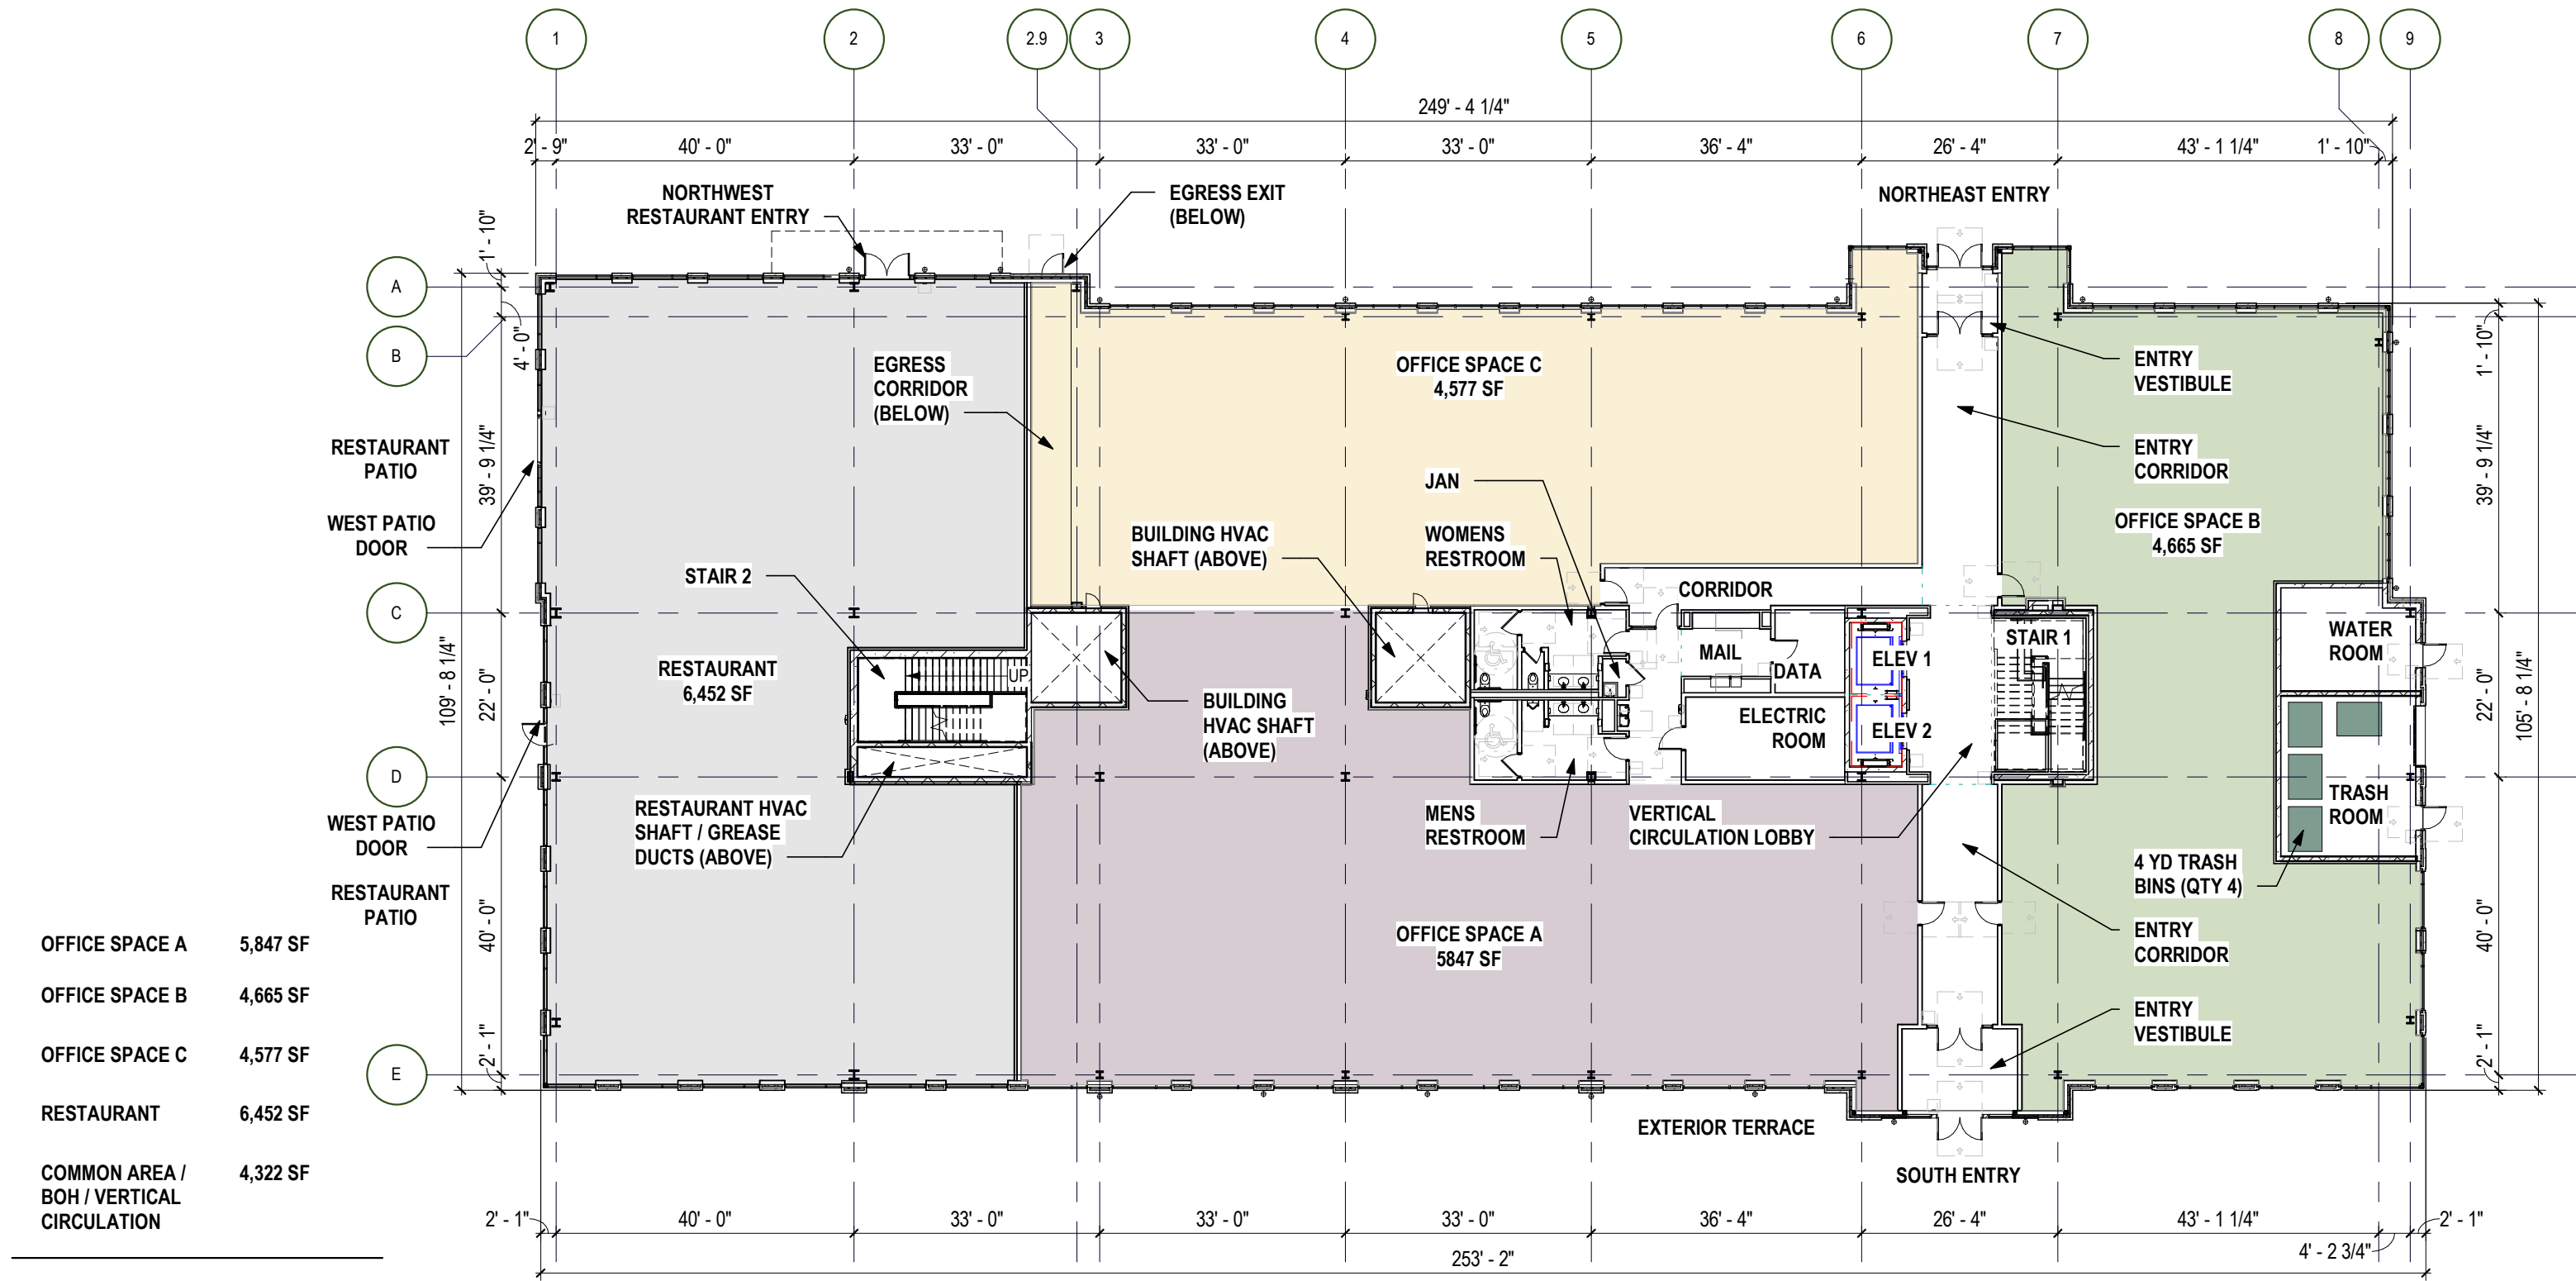 1 2 2.9 3 4 5 6 7 8 9
249' - 4 1/4"
2' - 9" 40' - 0" 33' - 0" 33' - 0" 33' - 0" 36' - 4" 26' - 4" 43' - 1 1/4" 1' - 10"
NORTHWEST
RESTAURANT ENTRY
EGRESS EXIT
(BELOW)
NORTHEAST ENTRY
A
B
C
D
E
1' - 10"
4' - 0"
39' - 9 1/4"
22' - 0"
40' - 0"
2' - 1"
109' - 8 1/4"
RESTAURANT
PATIO
WEST PATIO
DOOR
WEST PATIO
DOOR
RESTAURANT
PATIO
EGRESS
CORRIDOR
(BELOW)
STAIR 2
UP
RESTAURANT
6,452 SF
RESTAURANT HVAC
SHAFT / GREASE
DUCTS (ABOVE)
OFFICE SPACE C
4,577 SF
BUILDING HVAC
SHAFT (ABOVE)
JAN
WOMENS
RESTROOM
CORRIDOR
BUILDING
HVAC SHAFT
(ABOVE)
MAIL
DATA
ELECTRIC
ROOM
ELEV 1
ELEV 2
STAIR 1
MENS
RESTROOM
VERTICAL
CIRCULATION LOBBY
OFFICE SPACE A
5847 SF
ENTRY
VESTIBULE
ENTRY
CORRIDOR
OFFICE SPACE B
4,665 SF
WATER
ROOM
TRASH
ROOM
4 YD TRASH
BINS (QTY 4)
ENTRY
CORRIDOR
ENTRY
VESTIBULE
1' - 10"
39' - 9 1/4"
22' - 0"
105' - 8 1/4"
40' - 0"
2' - 1"
EXTERIOR TERRACE
SOUTH ENTRY
OFFICE SPACE A 5,847 SF
OFFICE SPACE B 4,665 SF
OFFICE SPACE C 4,577 SF
RESTAURANT 6,452 SF
COMMON AREA / 4,322 SF
BOH / VERTICAL
CIRCULATION
2' - 1" 40' - 0" 33' - 0" 33' - 0" 33' - 0" 36' - 4" 26' - 4" 43' - 1 1/4" 2' - 1"
4' - 2 3/4"
253' - 2"